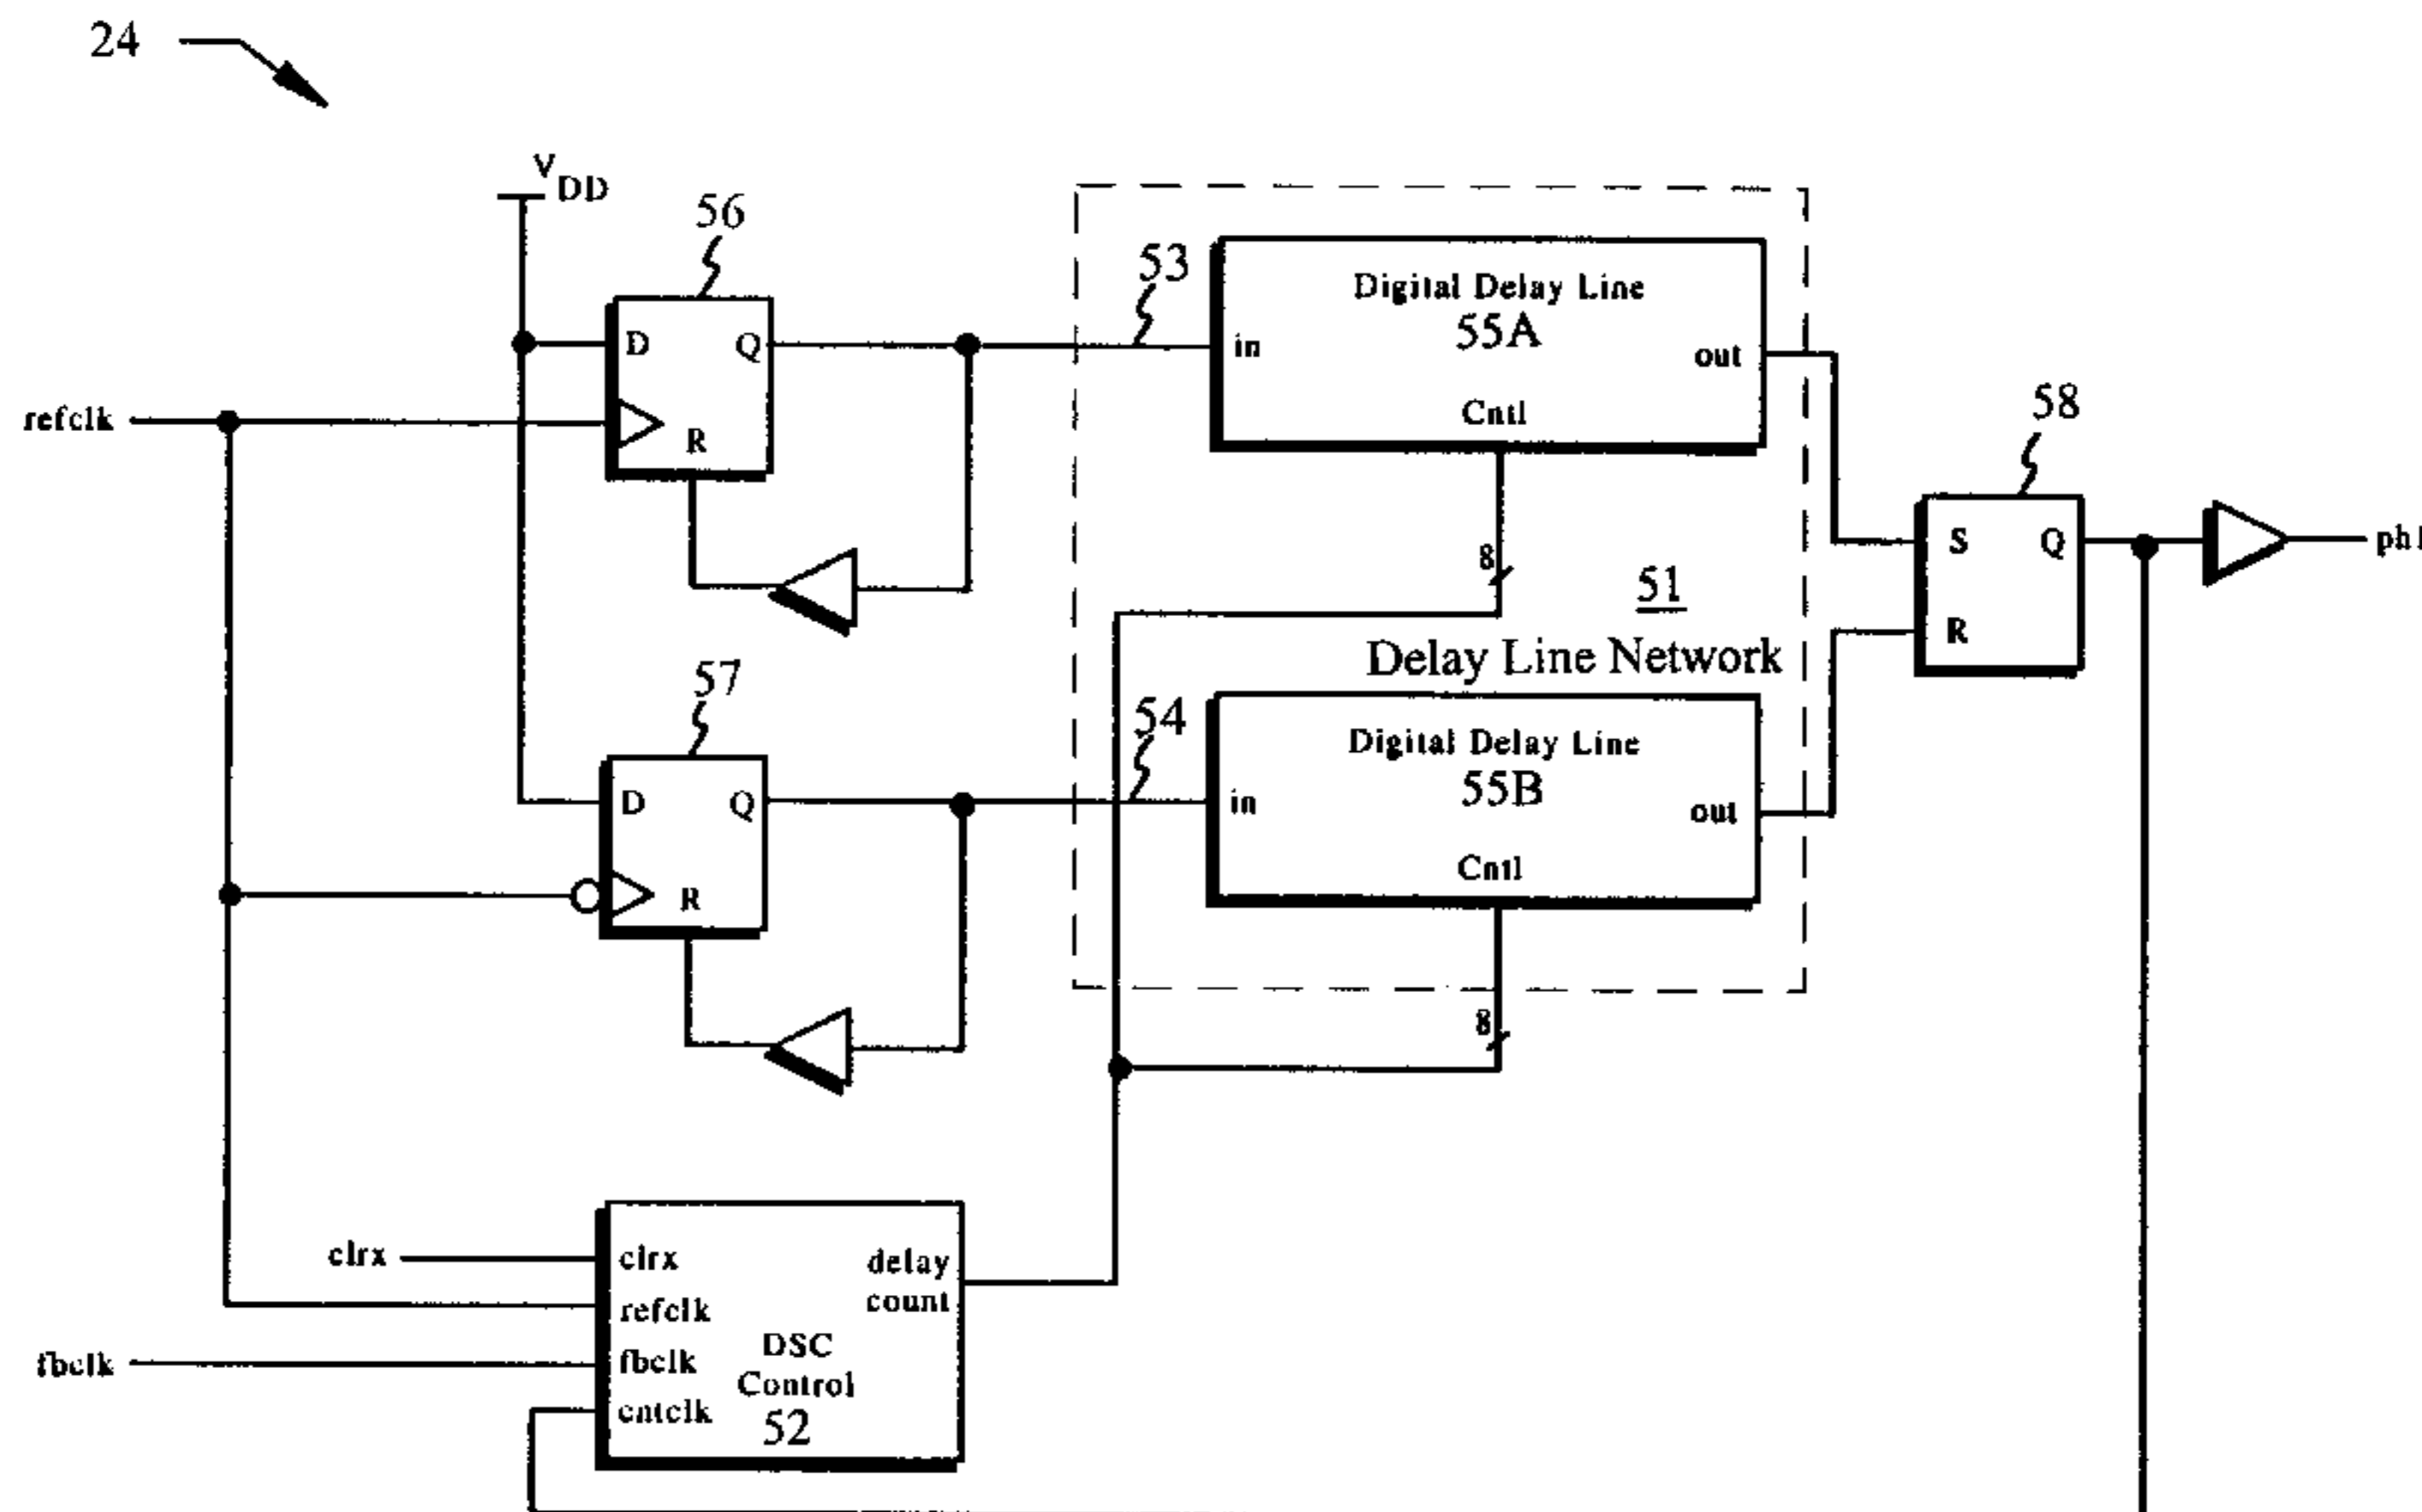 24
V
DD
56
53
Digital Delay Line
55A
D
Q
in
out
58
refclk
R
Cntl
S
Q
ph1
8
51
R
Delay Line Network
57
54
Digital Delay Line
55B
D
Q
in
out
R
Cntl
8
clrx
clrx
delay
count
refclk
DSC
fbclk
fbclk
Control
cntclk
52